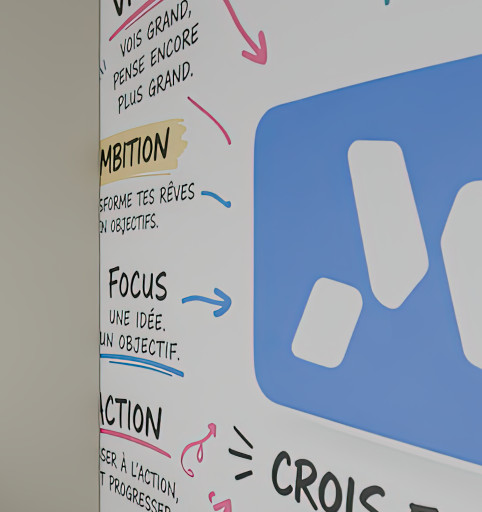 VOIS GRAND,
PENSE ENCORE
PLUS GRAND.
MBITION
SFORME TES RÊVES
EN OBJECTIFS.
FOCUS
UNE IDÉE.
UN OBJECTIF.
ACTION
SER À L'ACTION,
T PROGRESSER
CROIS